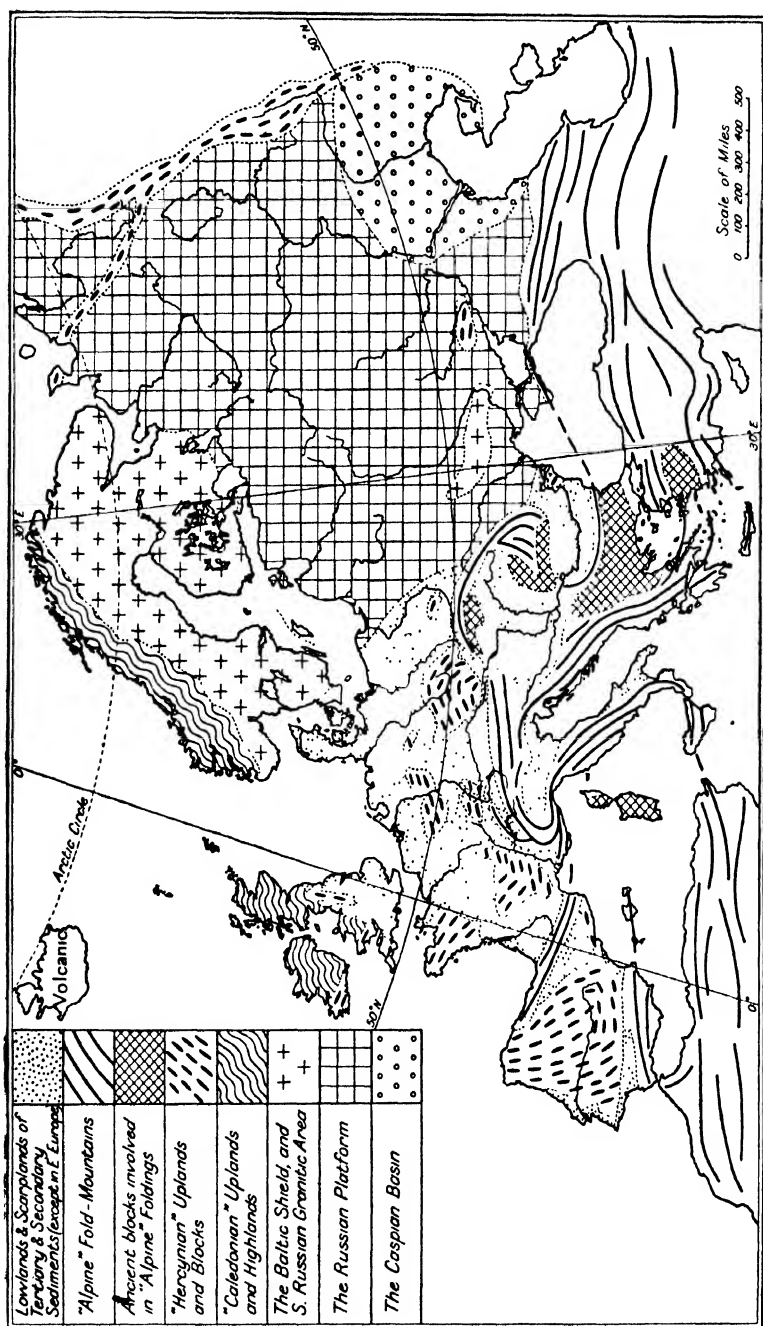 Lowlands & Scarplands of
Tertiary & Secondary
Sediments (except in E. Europe)
"Alpine" Fold-Mountains
Ancient blocks involved
in "Alpine" Foldings
"Hercynian" Uplands
and Blocks
"Caledonian" Uplands
and Highlands
The Baltic Shield, and
S. Russian Granitic Area
The Russian Platform
The Caspian Basin
Volcanic
Arctic Circle
0°
30°E
50°N
50°N
0°
30°E
Scale of Miles
0 100 200 300 400 500